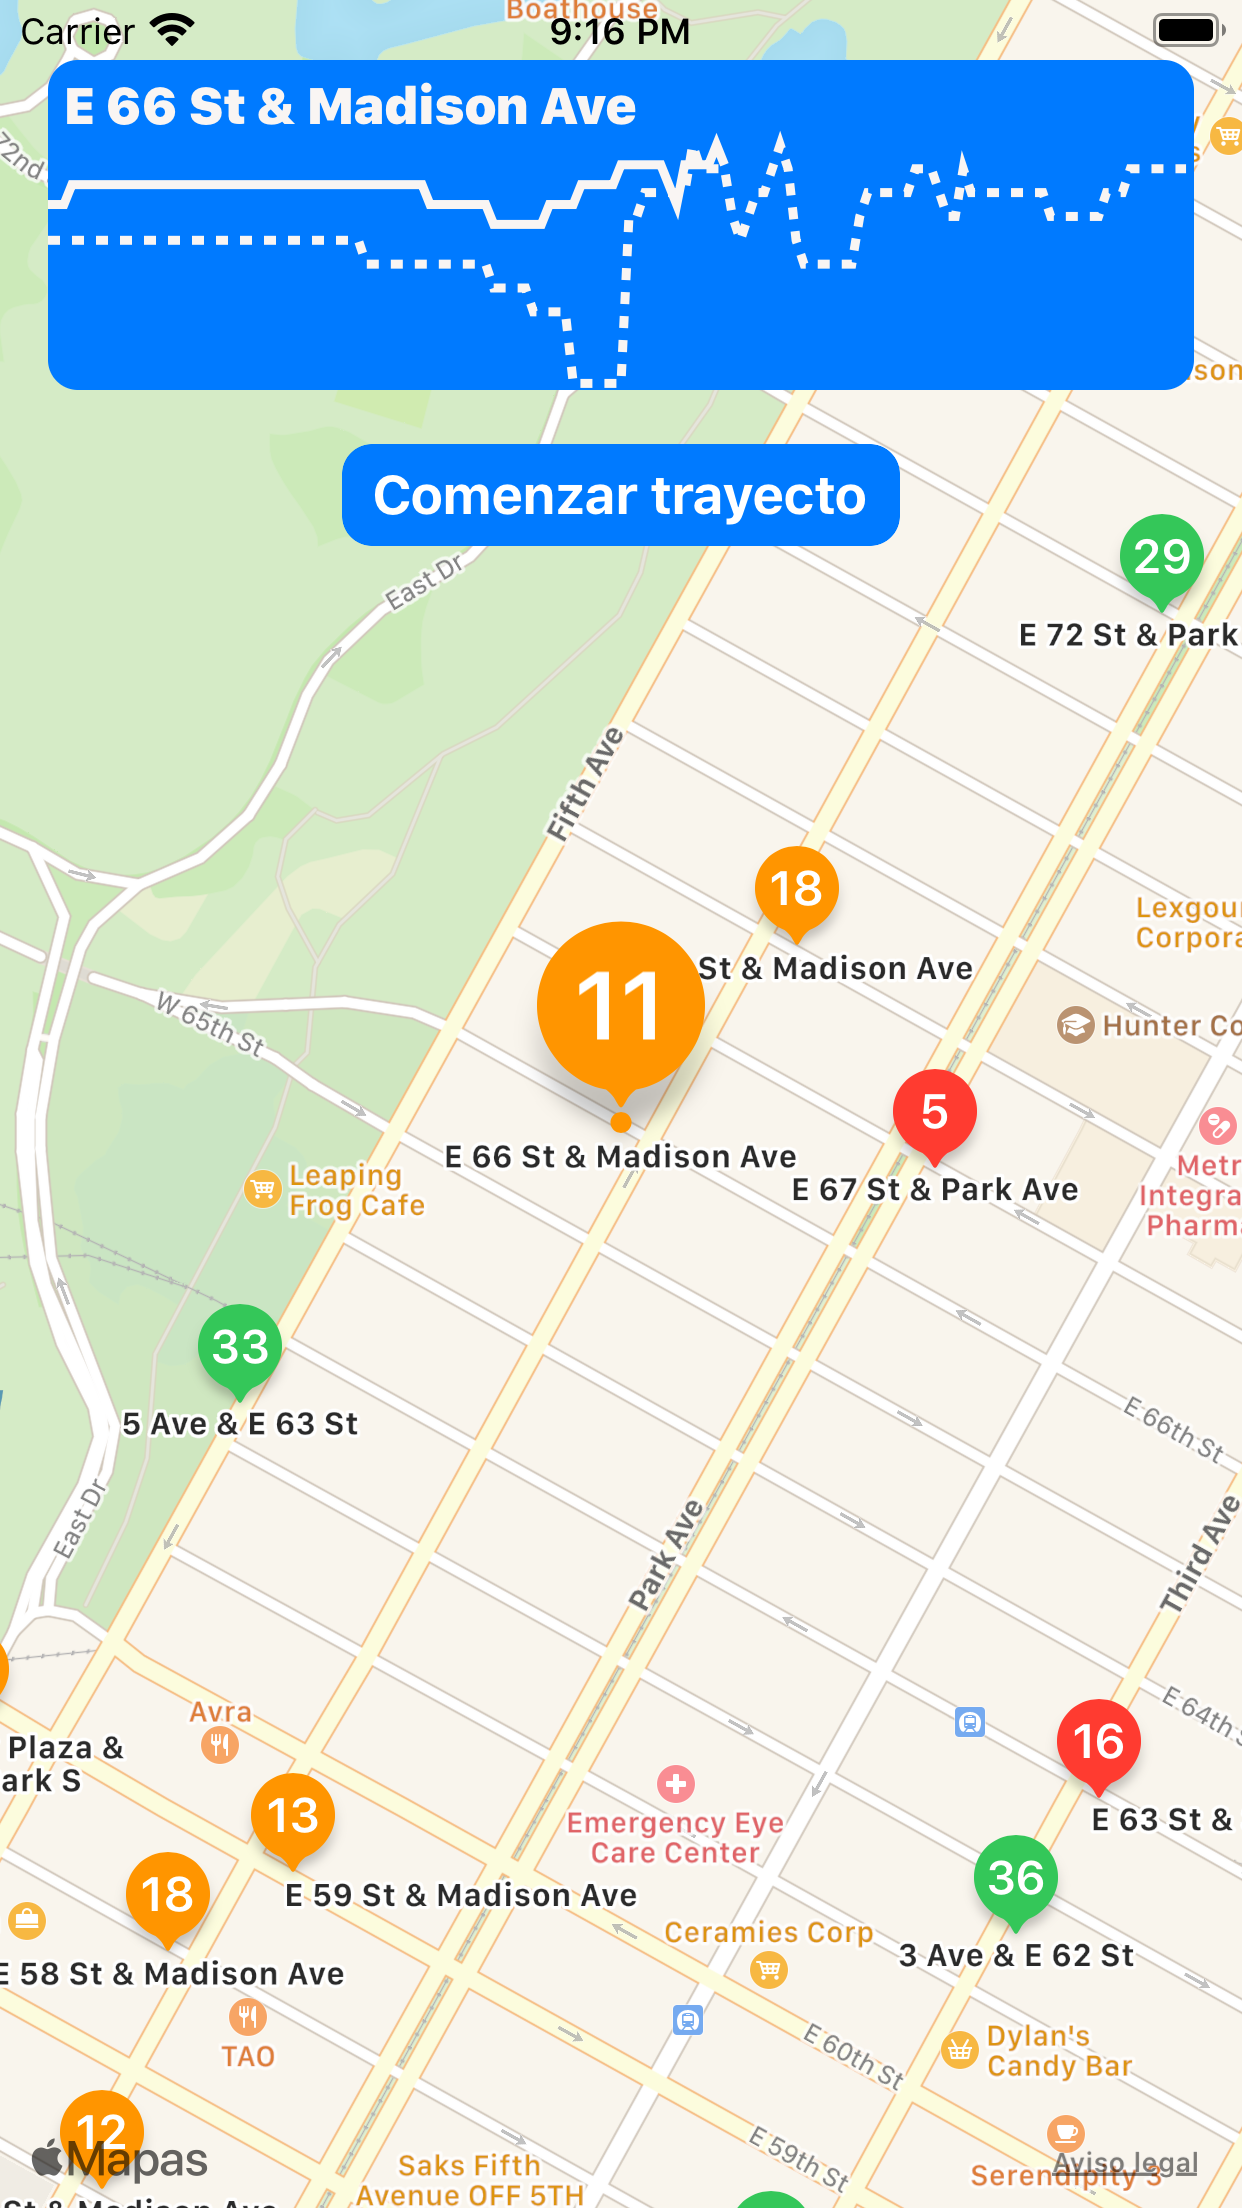 Boathouse
Carrier
9:16 PM
E 66 St & Madison Ave
72nd
Comenzar trayecto
East Dr
29
E 72 St & Park
Fifth Ave
18
St & Madison Ave
Lexgou
Corpora
11
W 65th St
Hunter Co
5
E 66 St & Madison Ave
E 67 St & Park Ave
Leaping
Frog Cafe
Metr
Integra
Pharma
33
5 Ave & E 63 St
E 66th St
East Dr
Park Ave
Third Ave
E 64th S
Avra
Plaza &
ark S
16
E 63 St &
13
Emergency Eye
Care Center
36
E 59 St & Madison Ave
18
Ceramies Corp
3 Ave & E 62 St
E 58 St & Madison Ave
TAO
E 60th St
Dylan's
Candy Bar
12
Mapas
E 59th St
Aviso legal
Saks Fifth
Avenue OFF 5TH
Serendipity 3
St & Madison Ave